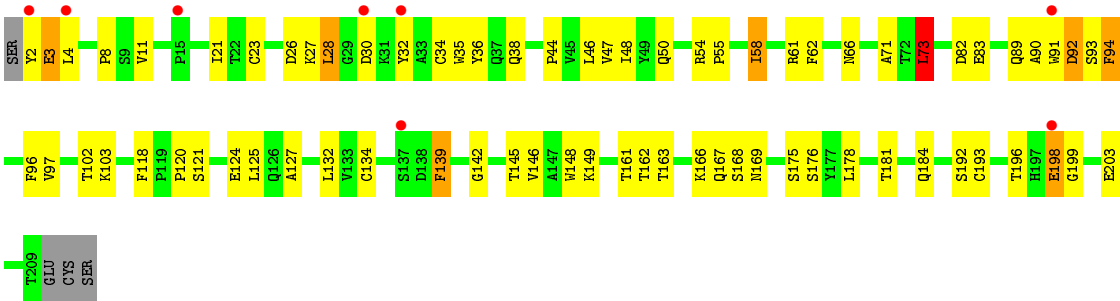 SER Y2 E3 L4 P8 S9 V11 P15 I21 T22 C23 D26 K27 L28 G29 D30 K31 Y32 A33 C34 W35 Y36 Q37 Q38 P44 V45 L46 V47 I48 Y49 Q50 R54 P55 I58 R61 F62 N66 A71 T72 L73 D82 E83 Q89 A90 W91 D92 S93 F94
F96 V97 T102 K103 F118 P119 P120 S121 E124 L125 Q126 A127 L132 V133 C134 S137 D138 F139 G142 T145 V146 A147 W148 K149 T161 T162 T163 K166 Q167 S168 N169 S175 S176 Y177 L178 T181 Q184 S192 C193 T196 H197 E198 G199 E203
T209 GLU CYS SER